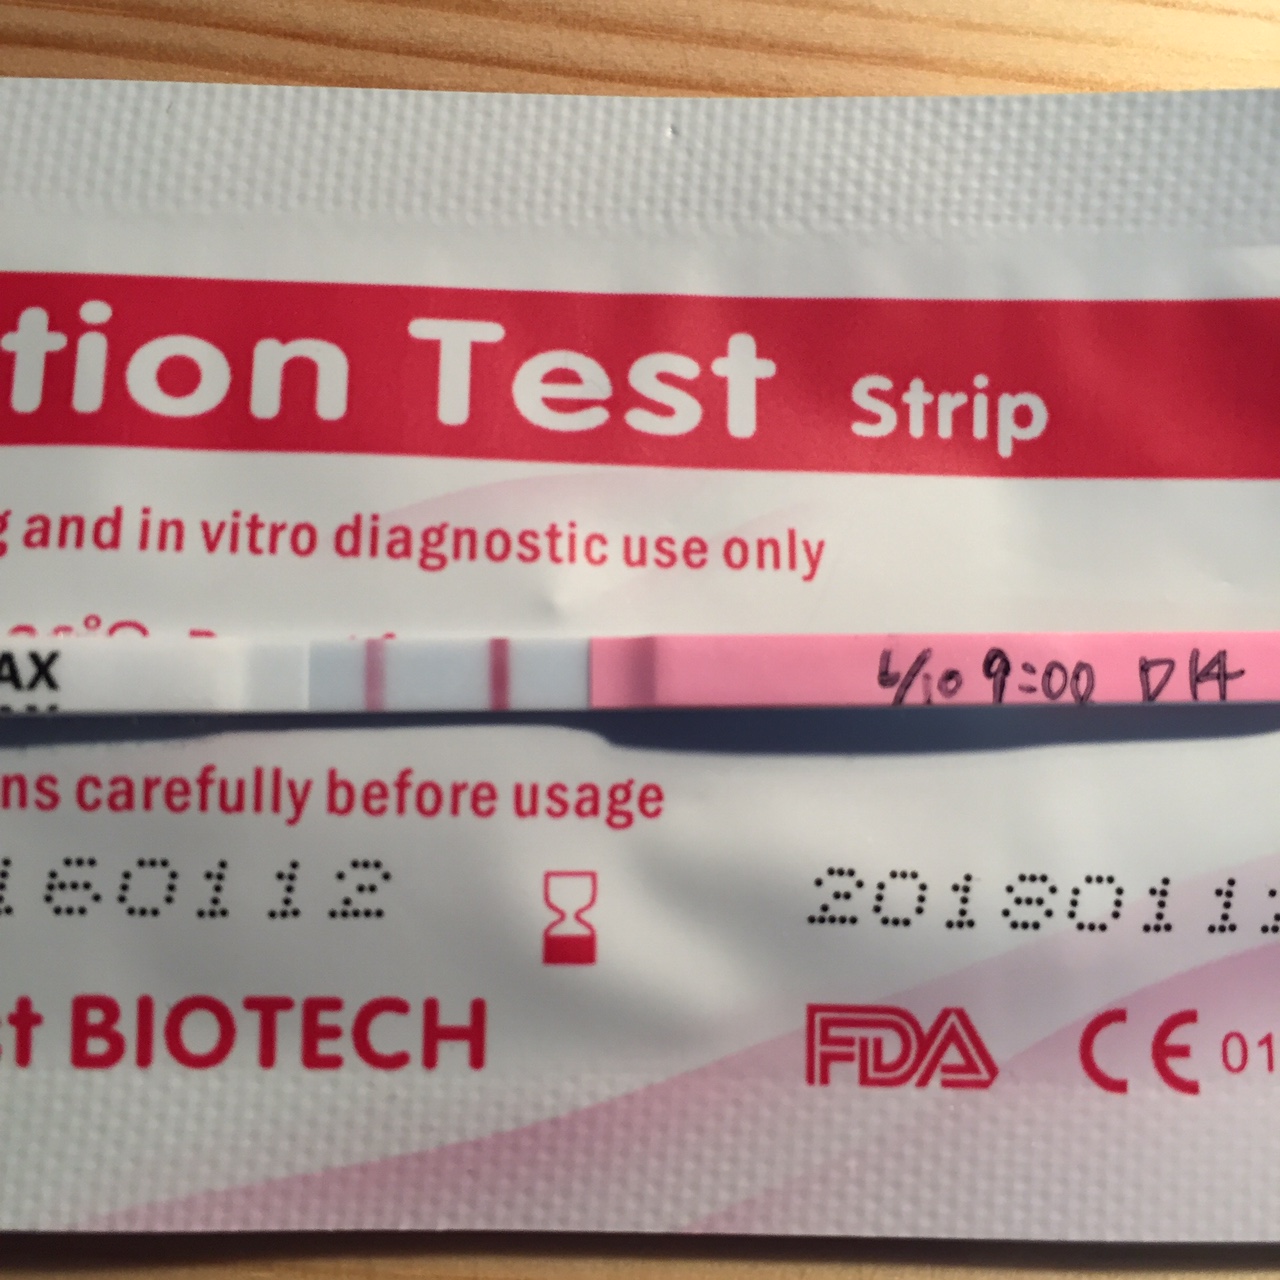 tion Test Strip
g and in vitro diagnostic use only
AX
6/10 9:00 D14
ns carefully before usage
160112 2018011
ct BIOTECH
FDA CE 01